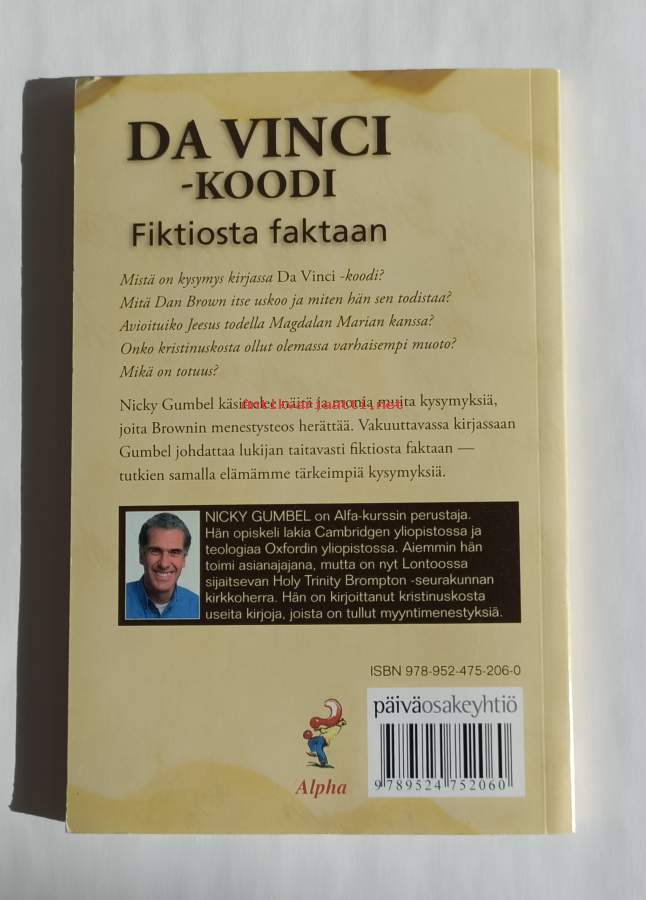 DA VINCI
-KOODI
Fiktiosta faktaan
Mistä on kysymys kirjassa Da Vinci -koodi?
Mitä Dan Brown itse uskoo ja miten hän sen todistaa?
Avioituiko Jeesus todella Magdalan Marian kanssa?
Onko kristinuskosta ollut olemassa varhaisempi muoto?
Mikä on totuus?
Nicky Gumbel käsittelee näitä ja monia muita kysymyksiä,
antikvariaatti.net
joita Brownin menestysteos herättää. Vakuuttavassa kirjassaan
Gumbel johdattaa lukijan taitavasti fiktiosta faktaan —
tutkien samalla elämämme tärkeimpiä kysymyksiä.
NICKY GUMBEL on Alfa-kurssin perustaja.
Hän opiskeli lakia Cambridgen yliopistossa ja
teologiaa Oxfordin yliopistossa. Aiemmin hän
toimi asianajajana, mutta on nyt Lontoossa
sijaitsevan Holy Trinity Brompton -seurakunnan
kirkkoherra. Hän on kirjoittanut kristinuskosta
useita kirjoja, joista on tullut myyntimenestyksiä.
ISBN 978-952-475-206-0
päiväosakeyhtiö
9 789524 752060
Alpha